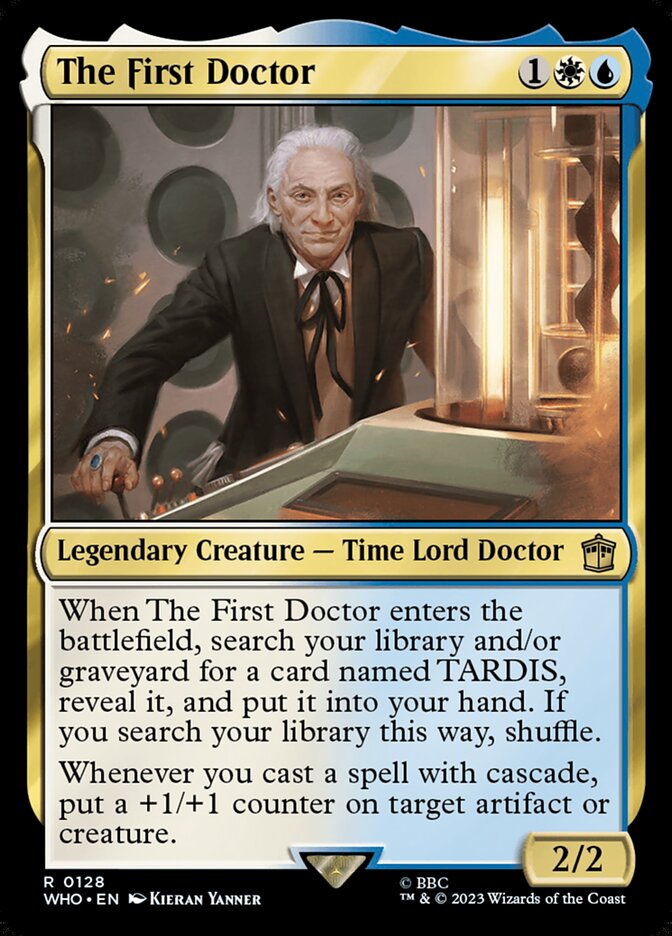 The First Doctor 1
Legendary Creature — Time Lord Doctor
When The First Doctor enters the
battlefield, search your library and/or
graveyard for a card named TARDIS,
reveal it, and put it into your hand. If
you search your library this way, shuffle.
Whenever you cast a spell with cascade,
put a +1/+1 counter on target artifact or
creature.
2/2
R 0128
WHO • EN Kieran Yanner
© BBC
™ & © 2023 Wizards of the Coast